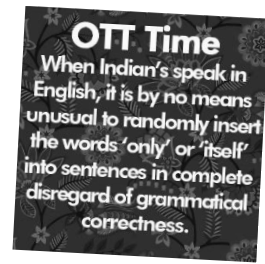 OTT Time
When Indian's speak in
English, it is by no means
unusual to randomly insert
the words 'only' or 'itself'
into sentences in complete
disregard of grammatical
correctness.